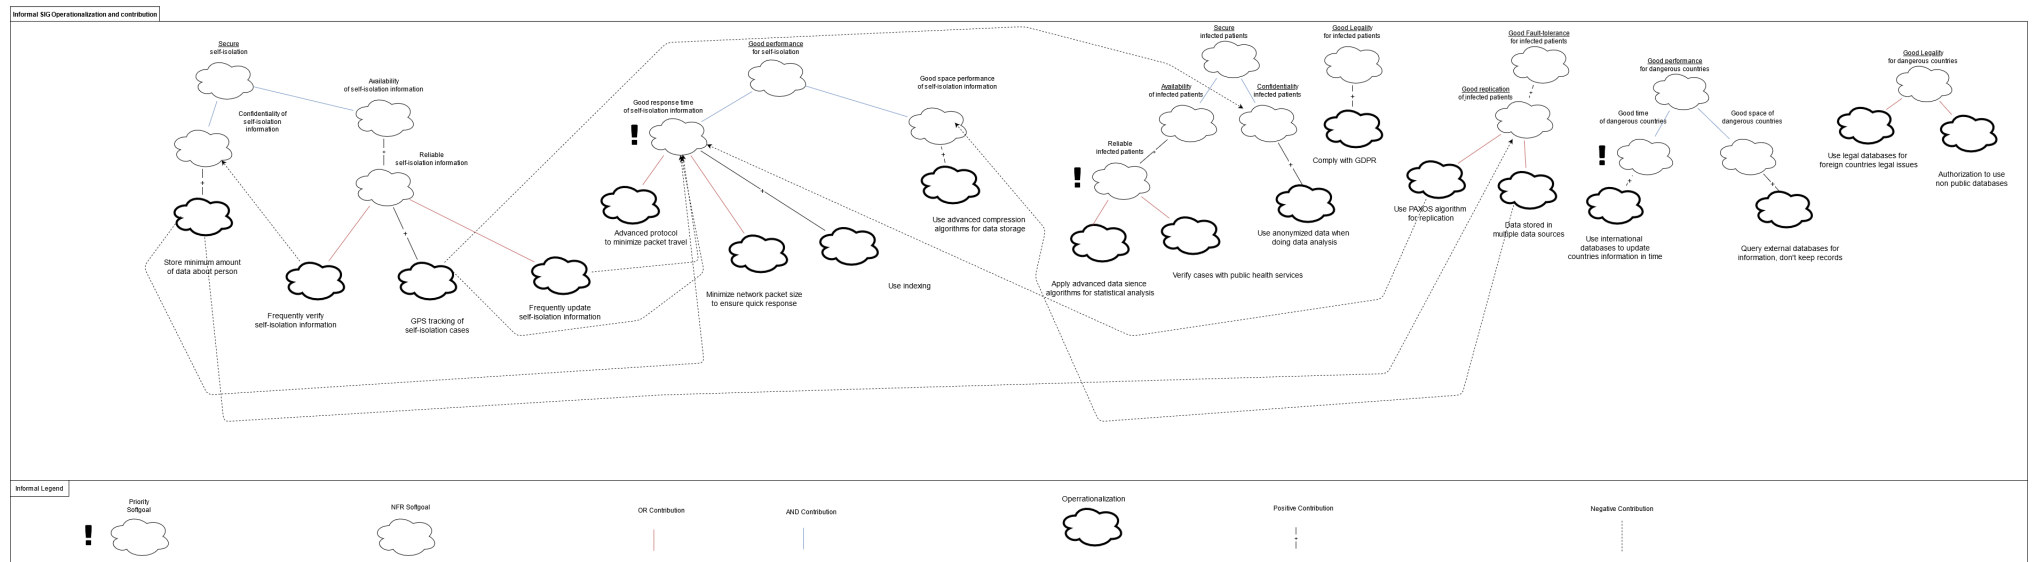 Informal SIG Operationalization and contribution
Secure
self-isolation
Availability
of self-isolation information
Confidentiality of
self-isolation
information
Reliable
self-isolation information
Store minimum amount
of data about person
Frequently verify
self-isolation information
GPS tracking of
self-isolation cases
Frequently update
self-isolation information
Good performance
for self-isolation
Good response time
of self-isolation information
!
Good space performance
of self-isolation information
Advanced protocol
to minimize packet travel
Minimize network packet size
to ensure quick response
Use indexing
Use advanced compression
algorithms for data storage
Secure
infected patients
Availability
of infected patients
Confidentiality
infected patients
Reliable
infected patients
!
Apply advanced data sience
algorithms for statistical analysis
Verify cases with public health services
Use anonymized data when
doing data analysis
Good Legality
for infected patients
Comply with GDPR
Good Fault-tolerance
for infected patients
Good replication
of infected patients
Use PAXOS algorithm
for replication
Data stored in
multiple data sources
Good performance
for dangerous countries
Good time
of dangerous countries
!
Good space of
dangerous countries
Use international
databases to update
countries information in time
Query external databases for
information, don't keep records
Good Legality
for dangerous countries
Use legal databases for
foreign countries legal issues
Authorization to use
non public databases
+
+
+
+
+
+
+
+
+
+
+
Informal Legend
Priority
Softgoal
!
NFR Softgoal
OR Contribution
AND Contribution
Operrationalization
Positive Contribution
+
Negative Contribution